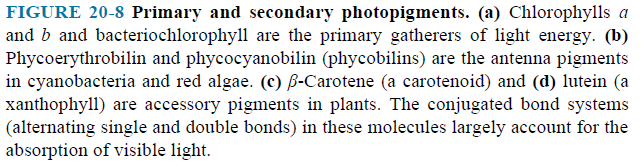 FIGURE 20-8 Primary and secondary photopigments. (a) Chlorophylls a
and b and bacteriochlorophyll are the primary gatherers of light energy. (b)
Phycoerythrobilin and phycocyanobilin (phycobilins) are the antenna pigments
in cyanobacteria and red algae. (c) β-Carotene (a carotenoid) and (d) lutein (a
xanthophyll) are accessory pigments in plants. The conjugated bond systems
(alternating single and double bonds) in these molecules largely account for the
absorption of visible light.